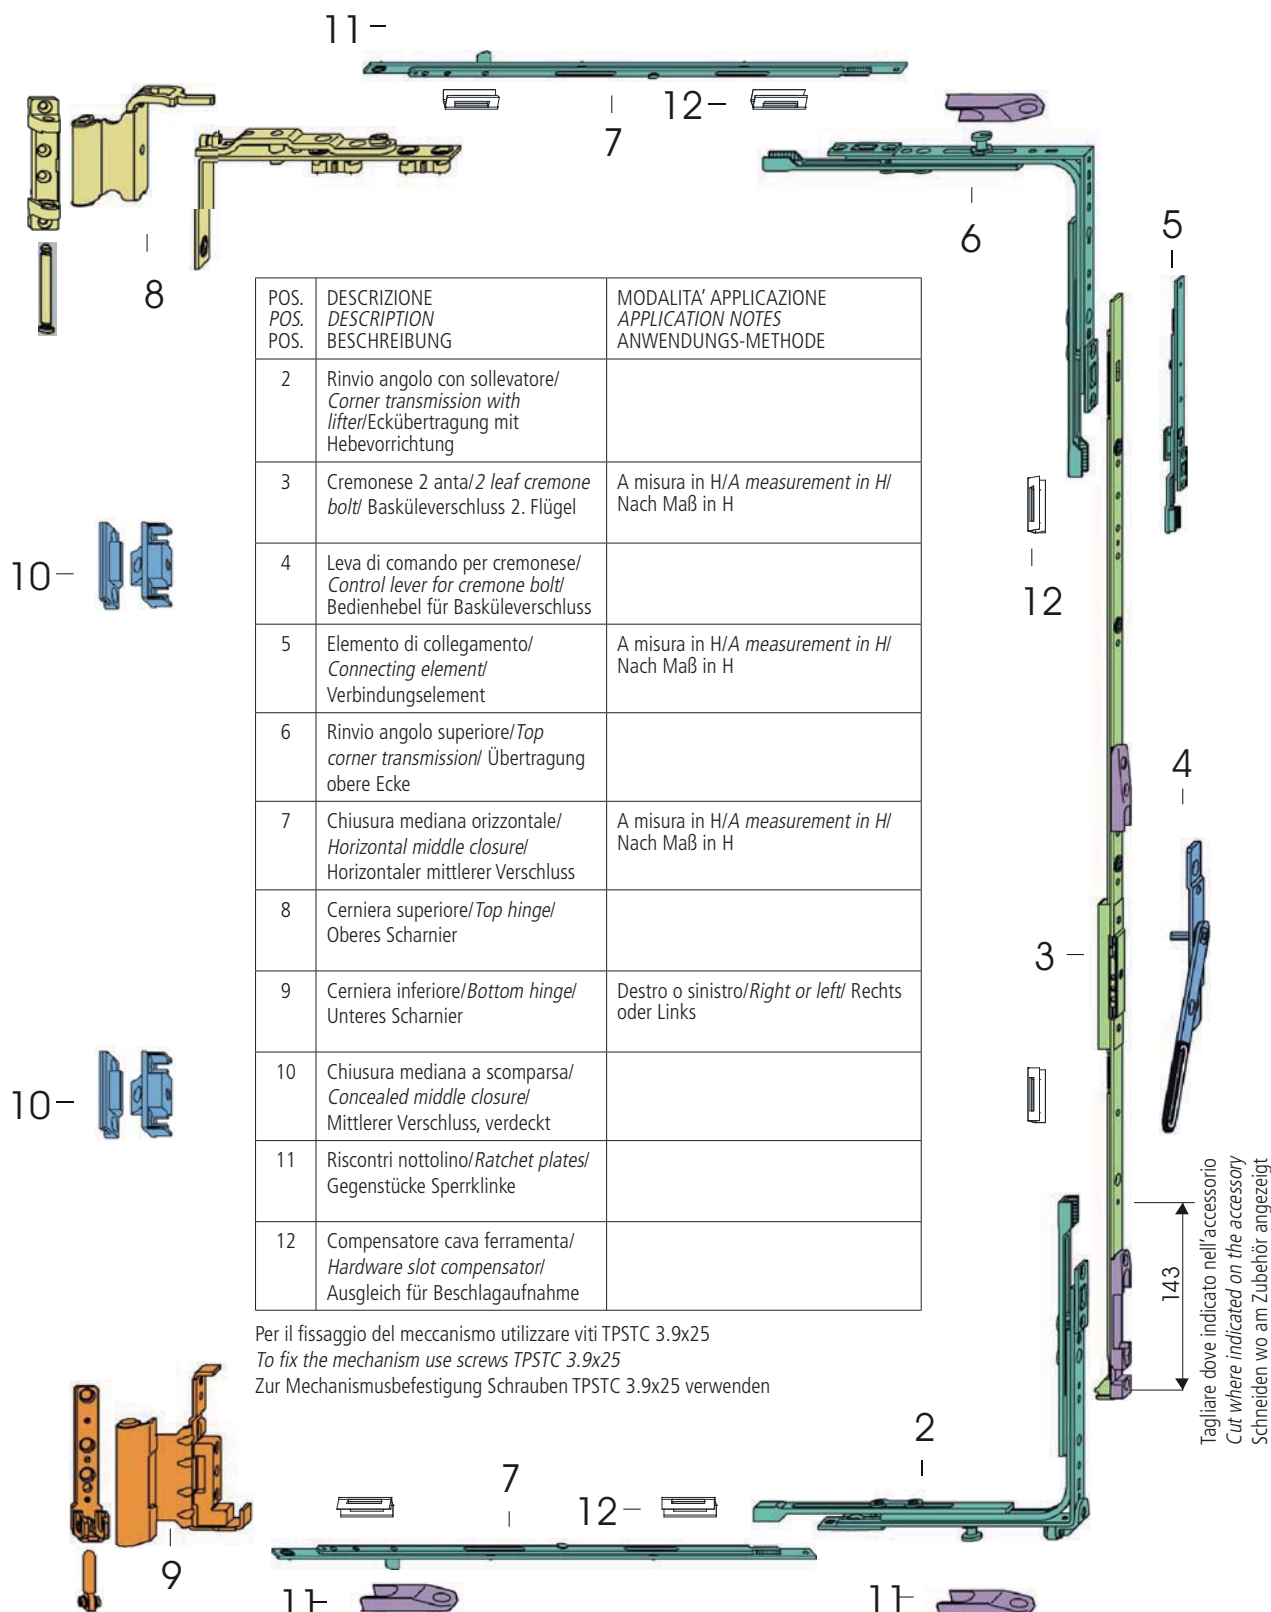 11
12
7
6
5
8
POS.
POS.
POS.
DESCRIZIONE
DESCRIPTION
BESCHREIBUNG
MODALITA' APPLICAZIONE
APPLICATION NOTES
ANWENDUNGS-METHODE
2
Rinvio angolo con sollevatore/
Corner transmission with
lifter/Eckübertragung mit
Hebevorrichtung
3
Cremonese 2 anta/2 leaf cremone
bolt/ Basküleverschluss 2. Flügel
A misura in H/A measurement in H/
Nach Maß in H
4
Leva di comando per cremonese/
Control lever for cremone bolt/
Bedienhebel für Basküleverschluss
5
Elemento di collegamento/
Connecting element/
Verbindungselement
A misura in H/A measurement in H/
Nach Maß in H
6
Rinvio angolo superiore/Top
corner transmission/ Übertragung
obere Ecke
7
Chiusura mediana orizzontale/
Horizontal middle closure/
Horizontaler mittlerer Verschluss
A misura in H/A measurement in H/
Nach Maß in H
8
Cerniera superiore/Top hinge/
Oberes Scharnier
9
Cerniera inferiore/Bottom hinge/
Unteres Scharnier
Destro o sinistro/Right or left/ Rechts
oder Links
10
Chiusura mediana a scomparsa/
Concealed middle closure/
Mittlerer Verschluss, verdeckt
11
Riscontri nottolino/Ratchet plates/
Gegenstücke Sperrklinke
12
Compensatore cava ferramenta/
Hardware slot compensator/
Ausgleich für Beschlagaufnahme
10
12
4
3
10
143
Tagliare dove indicato nell'accessorio
Cut where indicated on the accessory
Schneiden wo am Zubehör angezeigt
Per il fissaggio del meccanismo utilizzare viti TPSTC 3.9x25
To fix the mechanism use screws TPSTC 3.9x25
Zur Mechanismusbefestigung Schrauben TPSTC 3.9x25 verwenden
2
7
12
9
11
11